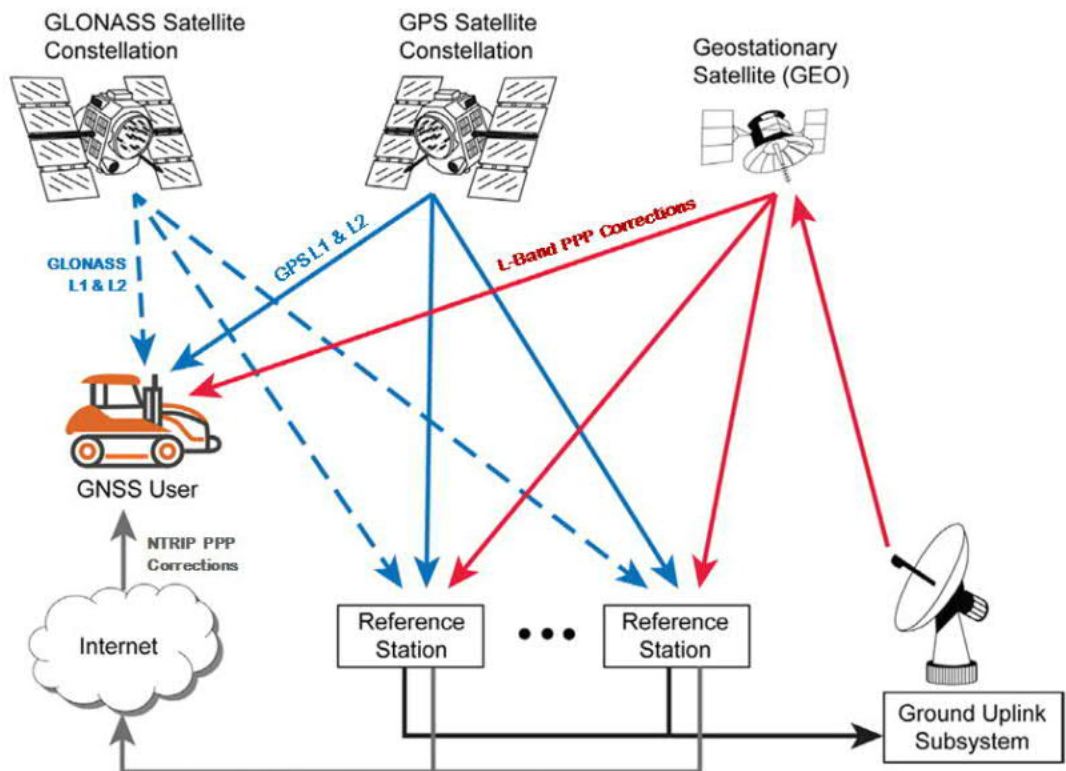 GLONASS Satellite
Constellation
GPS Satellite
Constellation
Geostationary
Satellite (GEO)
GLONASS
L1 & L2
GPS L1 & L2
L-Band PPP Corrections
GNSS User
NTRIP PPP
Corrections
Internet
Reference
Station
Reference
Station
Ground Uplink
Subsystem